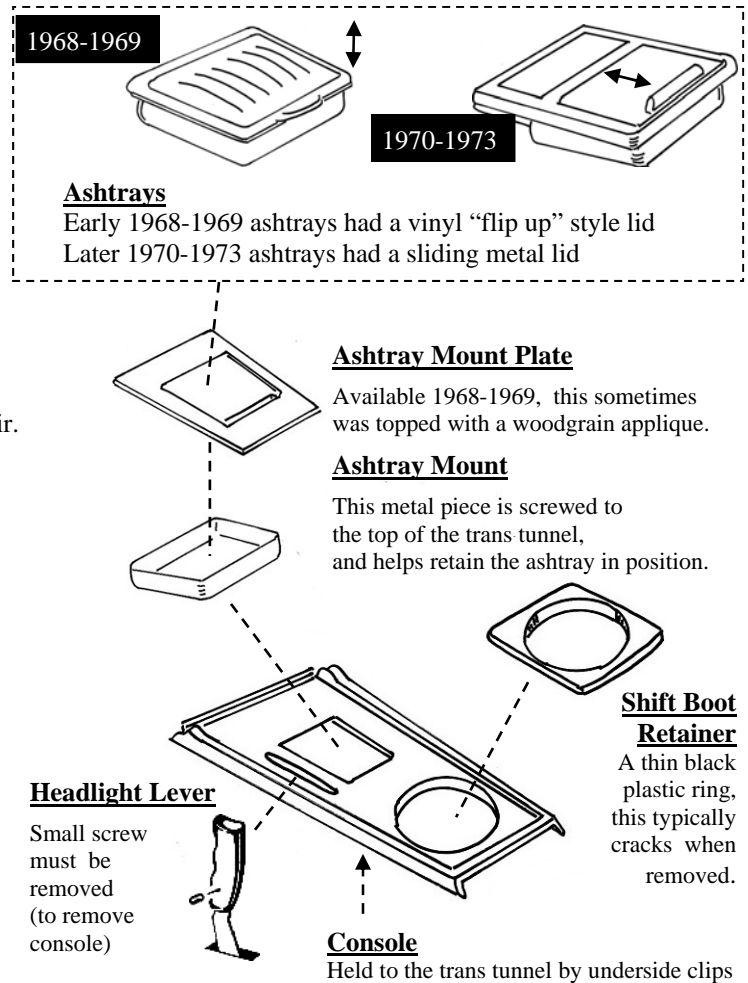 1968-1969
1970-1973
Ashtrays
Early 1968-1969 ashtrays had a vinyl “flip up” style lid
Later 1970-1973 ashtrays had a sliding metal lid
ir.
Ashtray Mount Plate
Available 1968-1969, this sometimes
was topped with a woodgrain applique.
Ashtray Mount
This metal piece is screwed to
the top of the trans tunnel,
and helps retain the ashtray in position.
Shift Boot
Retainer
A thin black
plastic ring,
this typically
cracks when
removed.
Headlight Lever
Small screw
must be
removed
(to remove
console)
Console
Held to the trans tunnel by underside clips